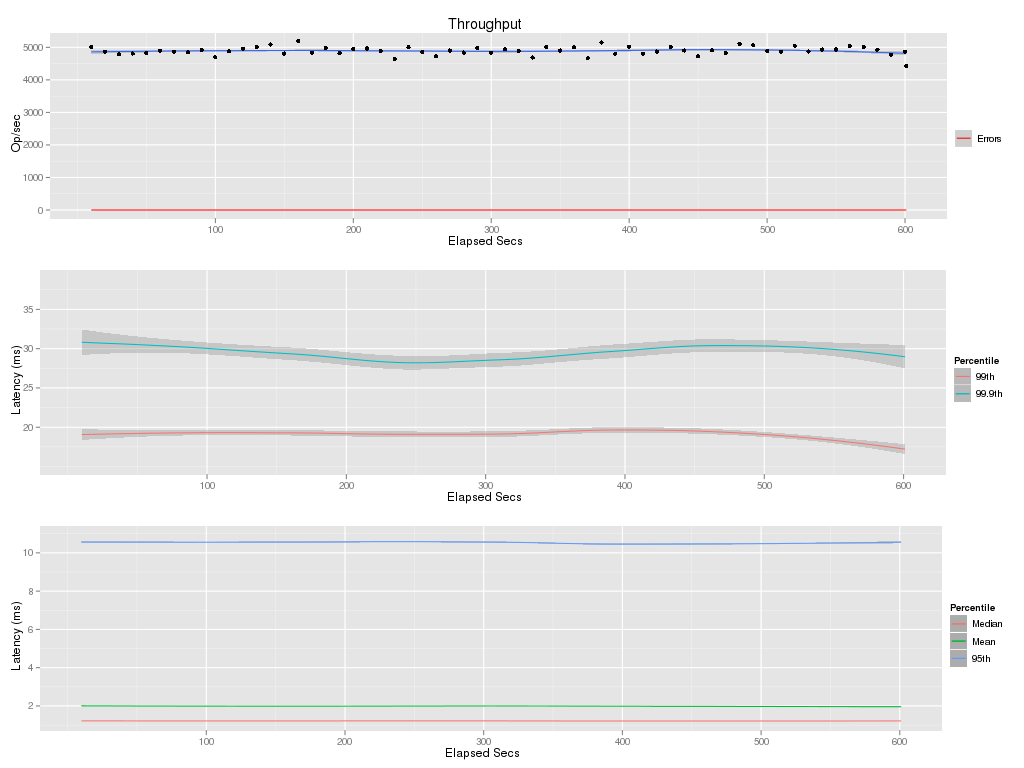 Throughput
5000
4000
3000
2000
1000
0
Op/sec
100 200 300 400 500 600
Elapsed Secs
Errors
35
30
25
20
Latency (ms)
100 200 300 400 500 600
Elapsed Secs
Percentile
99th
99.9th
10
8
6
4
2
Latency (ms)
100 200 300 400 500 600
Elapsed Secs
Percentile
Median
Mean
95th